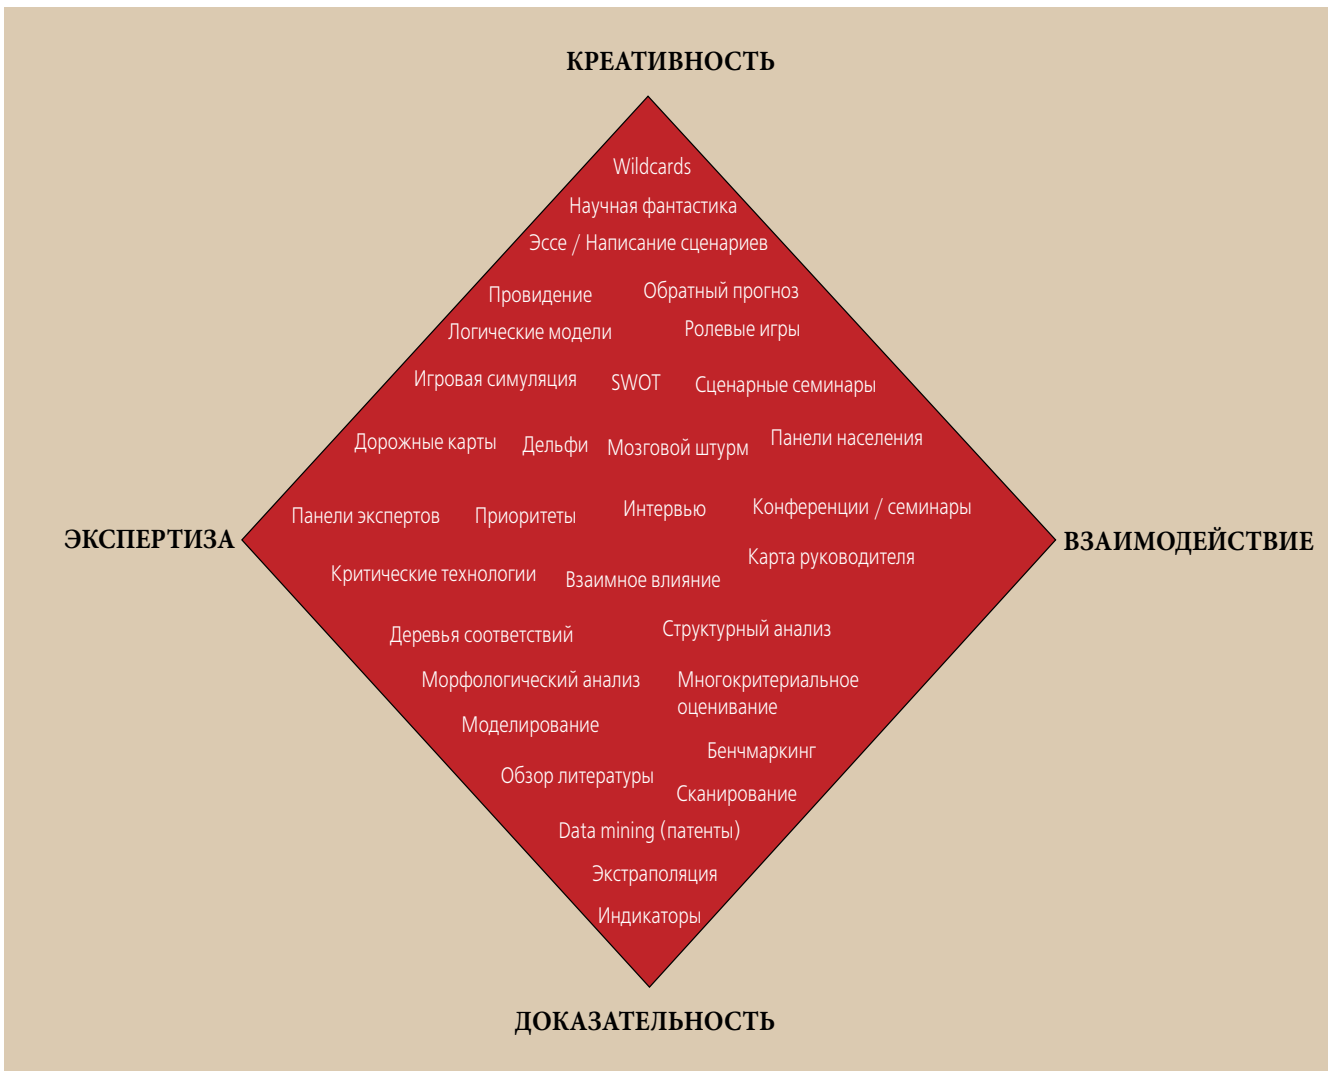 КРЕАТИВНОСТЬ
Wildcards
Научная фантастика
Эссе / Написание сценариев
Провидение
Обратный прогноз
Логические модели
Ролевые игры
Игровая симуляция
SWOT
Сценарные семинары
Дорожные карты
Дельфи
Мозговой штурм
Панели населения
Панели экспертов
Приоритеты
Интервью
Конференции / семинары
ЭКСПЕРТИЗА
ВЗАИМОДЕЙСТВИЕ
Карта руководителя
Критические технологии
Взаимное влияние
Деревья соответствий
Структурный анализ
Морфологический анализ
Многокритериальное
оценивание
Моделирование
Бенчмаркинг
Обзор литературы
Сканирование
Data mining (патенты)
Экстраполяция
Индикаторы
ДОКАЗАТЕЛЬНОСТЬ